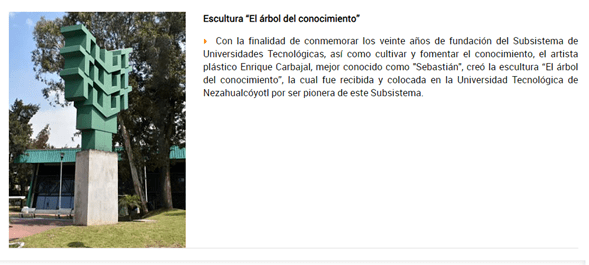 Escultura “El árbol del conocimiento”
Con la finalidad de conmemorar los veinte años de fundación del Subsistema de
Universidades Tecnológicas, así como cultivar y fomentar el conocimiento, el artista
plástico Enrique Carbajal, mejor conocido como "Sebastián", creó la escultura “El árbol
del conocimiento”, la cual fue recibida y colocada en la Universidad Tecnológica de
Nezahualcóyotl por ser pionera de este Subsistema.